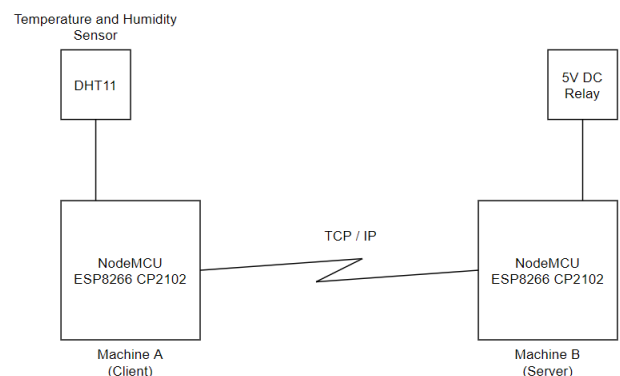 Temperature and Humidity
Sensor
DHT11
5V DC
Relay
TCP / IP
NodeMCU
ESP8266 CP2102
NodeMCU
ESP8266 CP2102
Machine A
(Client)
Machine B
(Server)